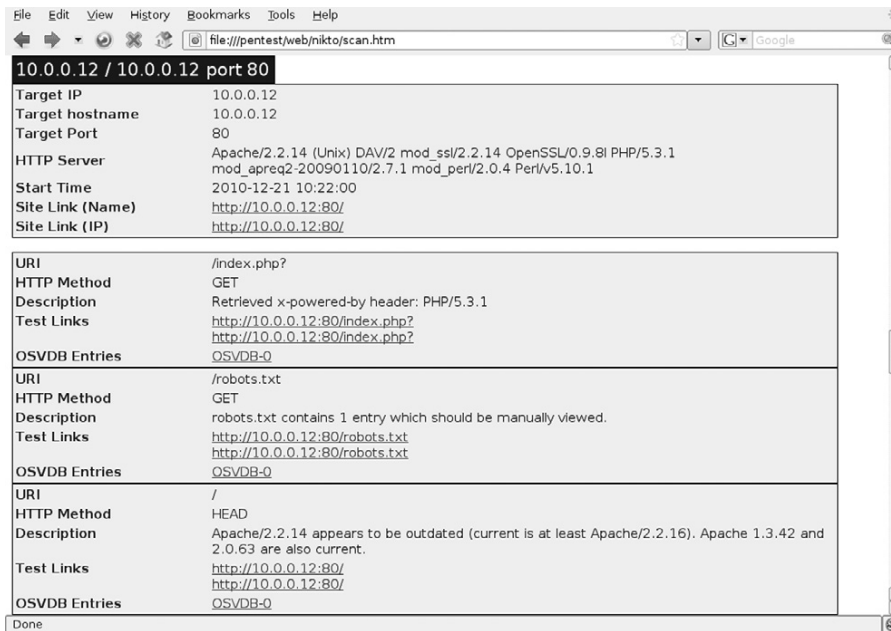 File Edit View History Bookmarks Tools Help
file:///pentest/web/nikto/scan.htm
G Google
10.0.0.12 / 10.0.0.12 port 80
Target IP 10.0.0.12
Target hostname 10.0.0.12
Target Port 80
HTTP Server Apache/2.2.14 (Unix) DAV/2 mod_ssl/2.2.14 OpenSSL/0.9.8l PHP/5.3.1
mod_apreq2-20090110/2.7.1 mod_perl/2.0.4 Perl/v5.10.1
Start Time 2010-12-21 10:22:00
Site Link (Name) http://10.0.0.12:80/
Site Link (IP) http://10.0.0.12:80/
URI /index.php?
HTTP Method GET
Description Retrieved x-powered-by header: PHP/5.3.1
Test Links http://10.0.0.12:80/index.php?
http://10.0.0.12:80/index.php?
OSVDB Entries OSVDB-0
URI /robots.txt
HTTP Method GET
Description robots.txt contains 1 entry which should be manually viewed.
Test Links http://10.0.0.12:80/robots.txt
http://10.0.0.12:80/robots.txt
OSVDB Entries OSVDB-0
URI /
HTTP Method HEAD
Description Apache/2.2.14 appears to be outdated (current is at least Apache/2.2.16). Apache 1.3.42 and
2.0.63 are also current.
Test Links http://10.0.0.12:80/
http://10.0.0.12:80/
OSVDB Entries OSVDB-0
Done